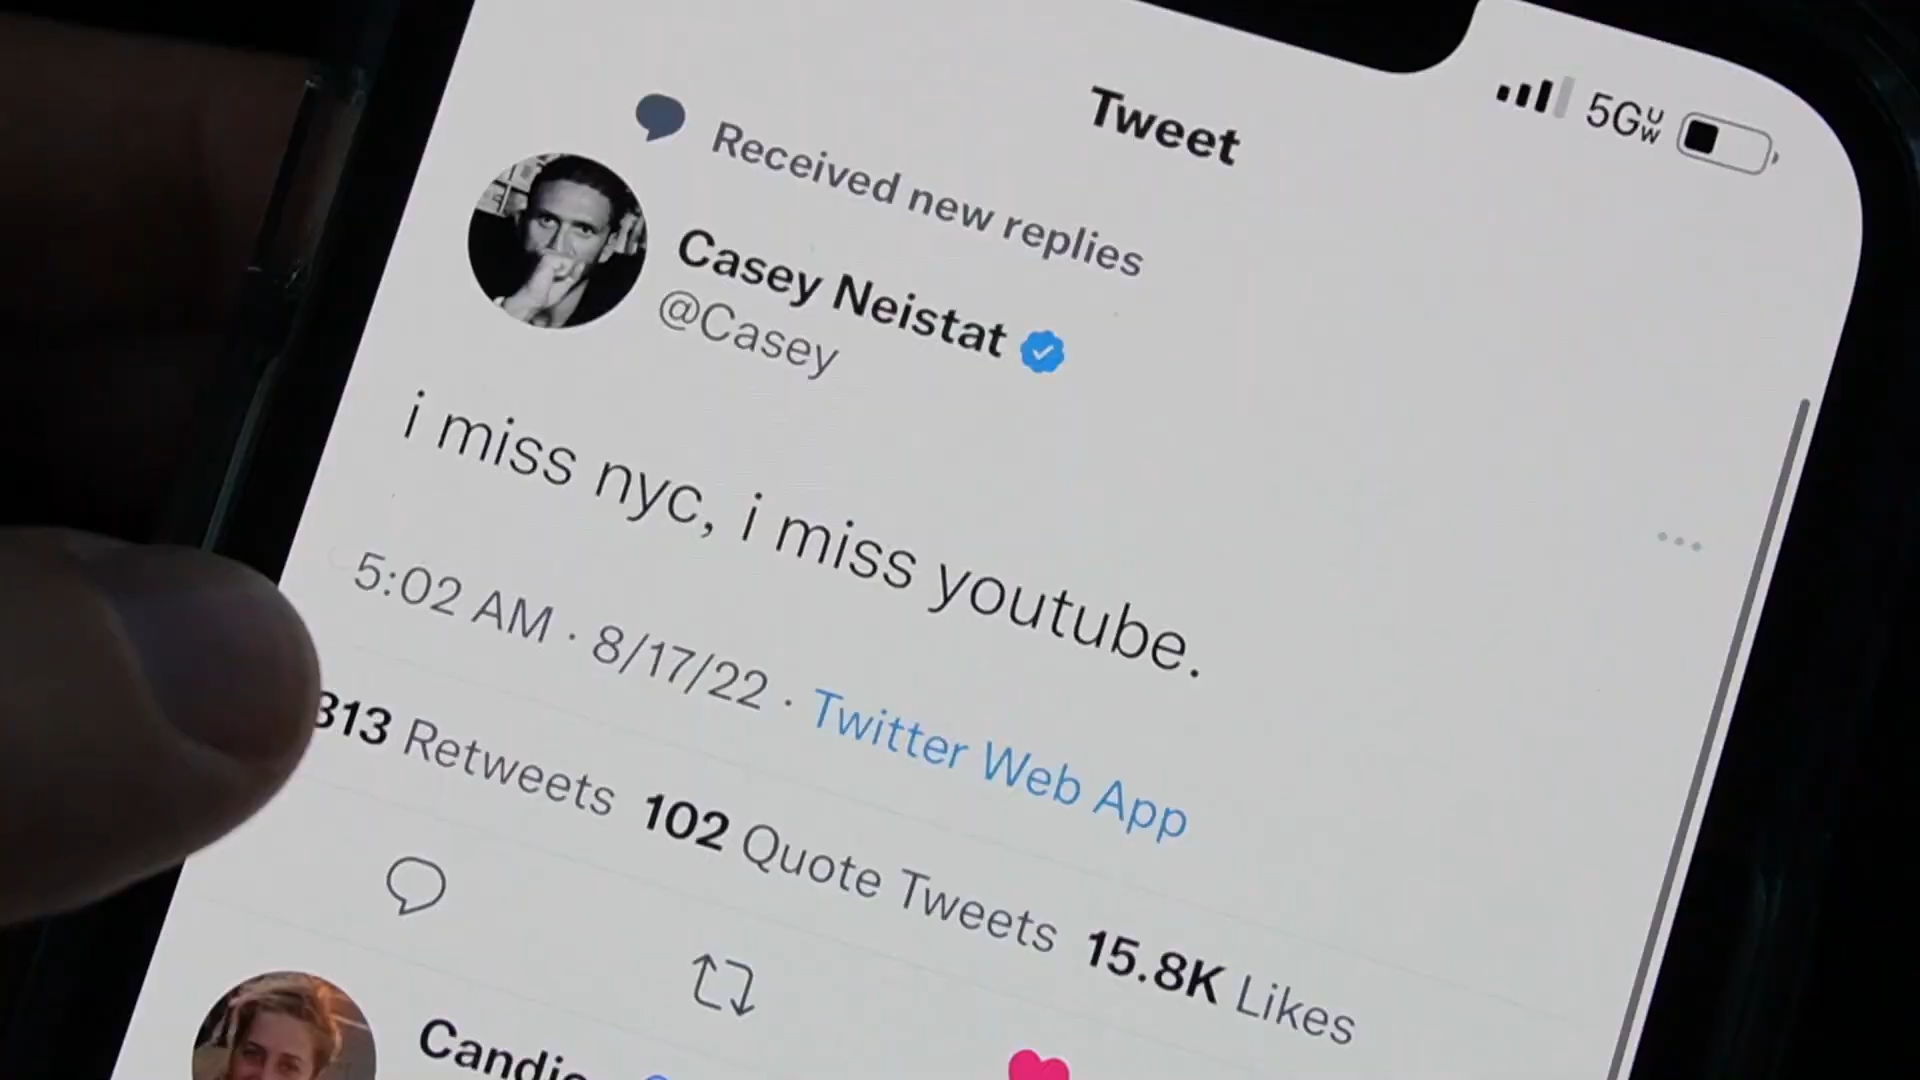 5G UW
Tweet
Received new replies
Casey Neistat
@Casey
i miss nyc, i miss youtube.
5:02 AM · 8/17/22 · Twitter Web App
313 Retweets 102 Quote Tweets 15.8K Likes